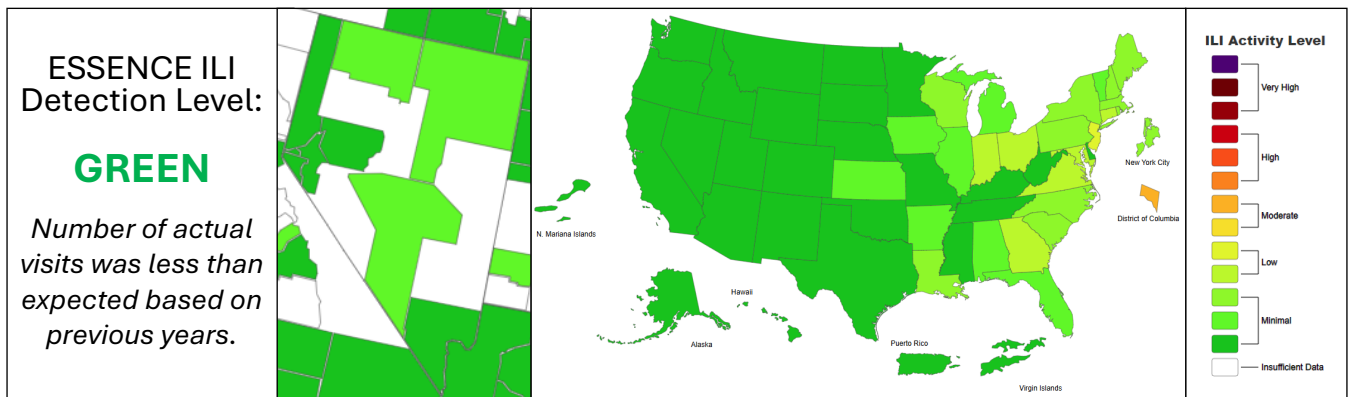 ESSENCE ILI
Detection Level:
GREEN
Number of actual
visits was less than
expected based on
previous years.
N. Mariana Islands
Alaska
Hawaii
Puerto Rico
Virgin Islands
New York City
District of Columbia
ILI Activity Level
Very High
High
Moderate
Low
Minimal
Insufficient Data